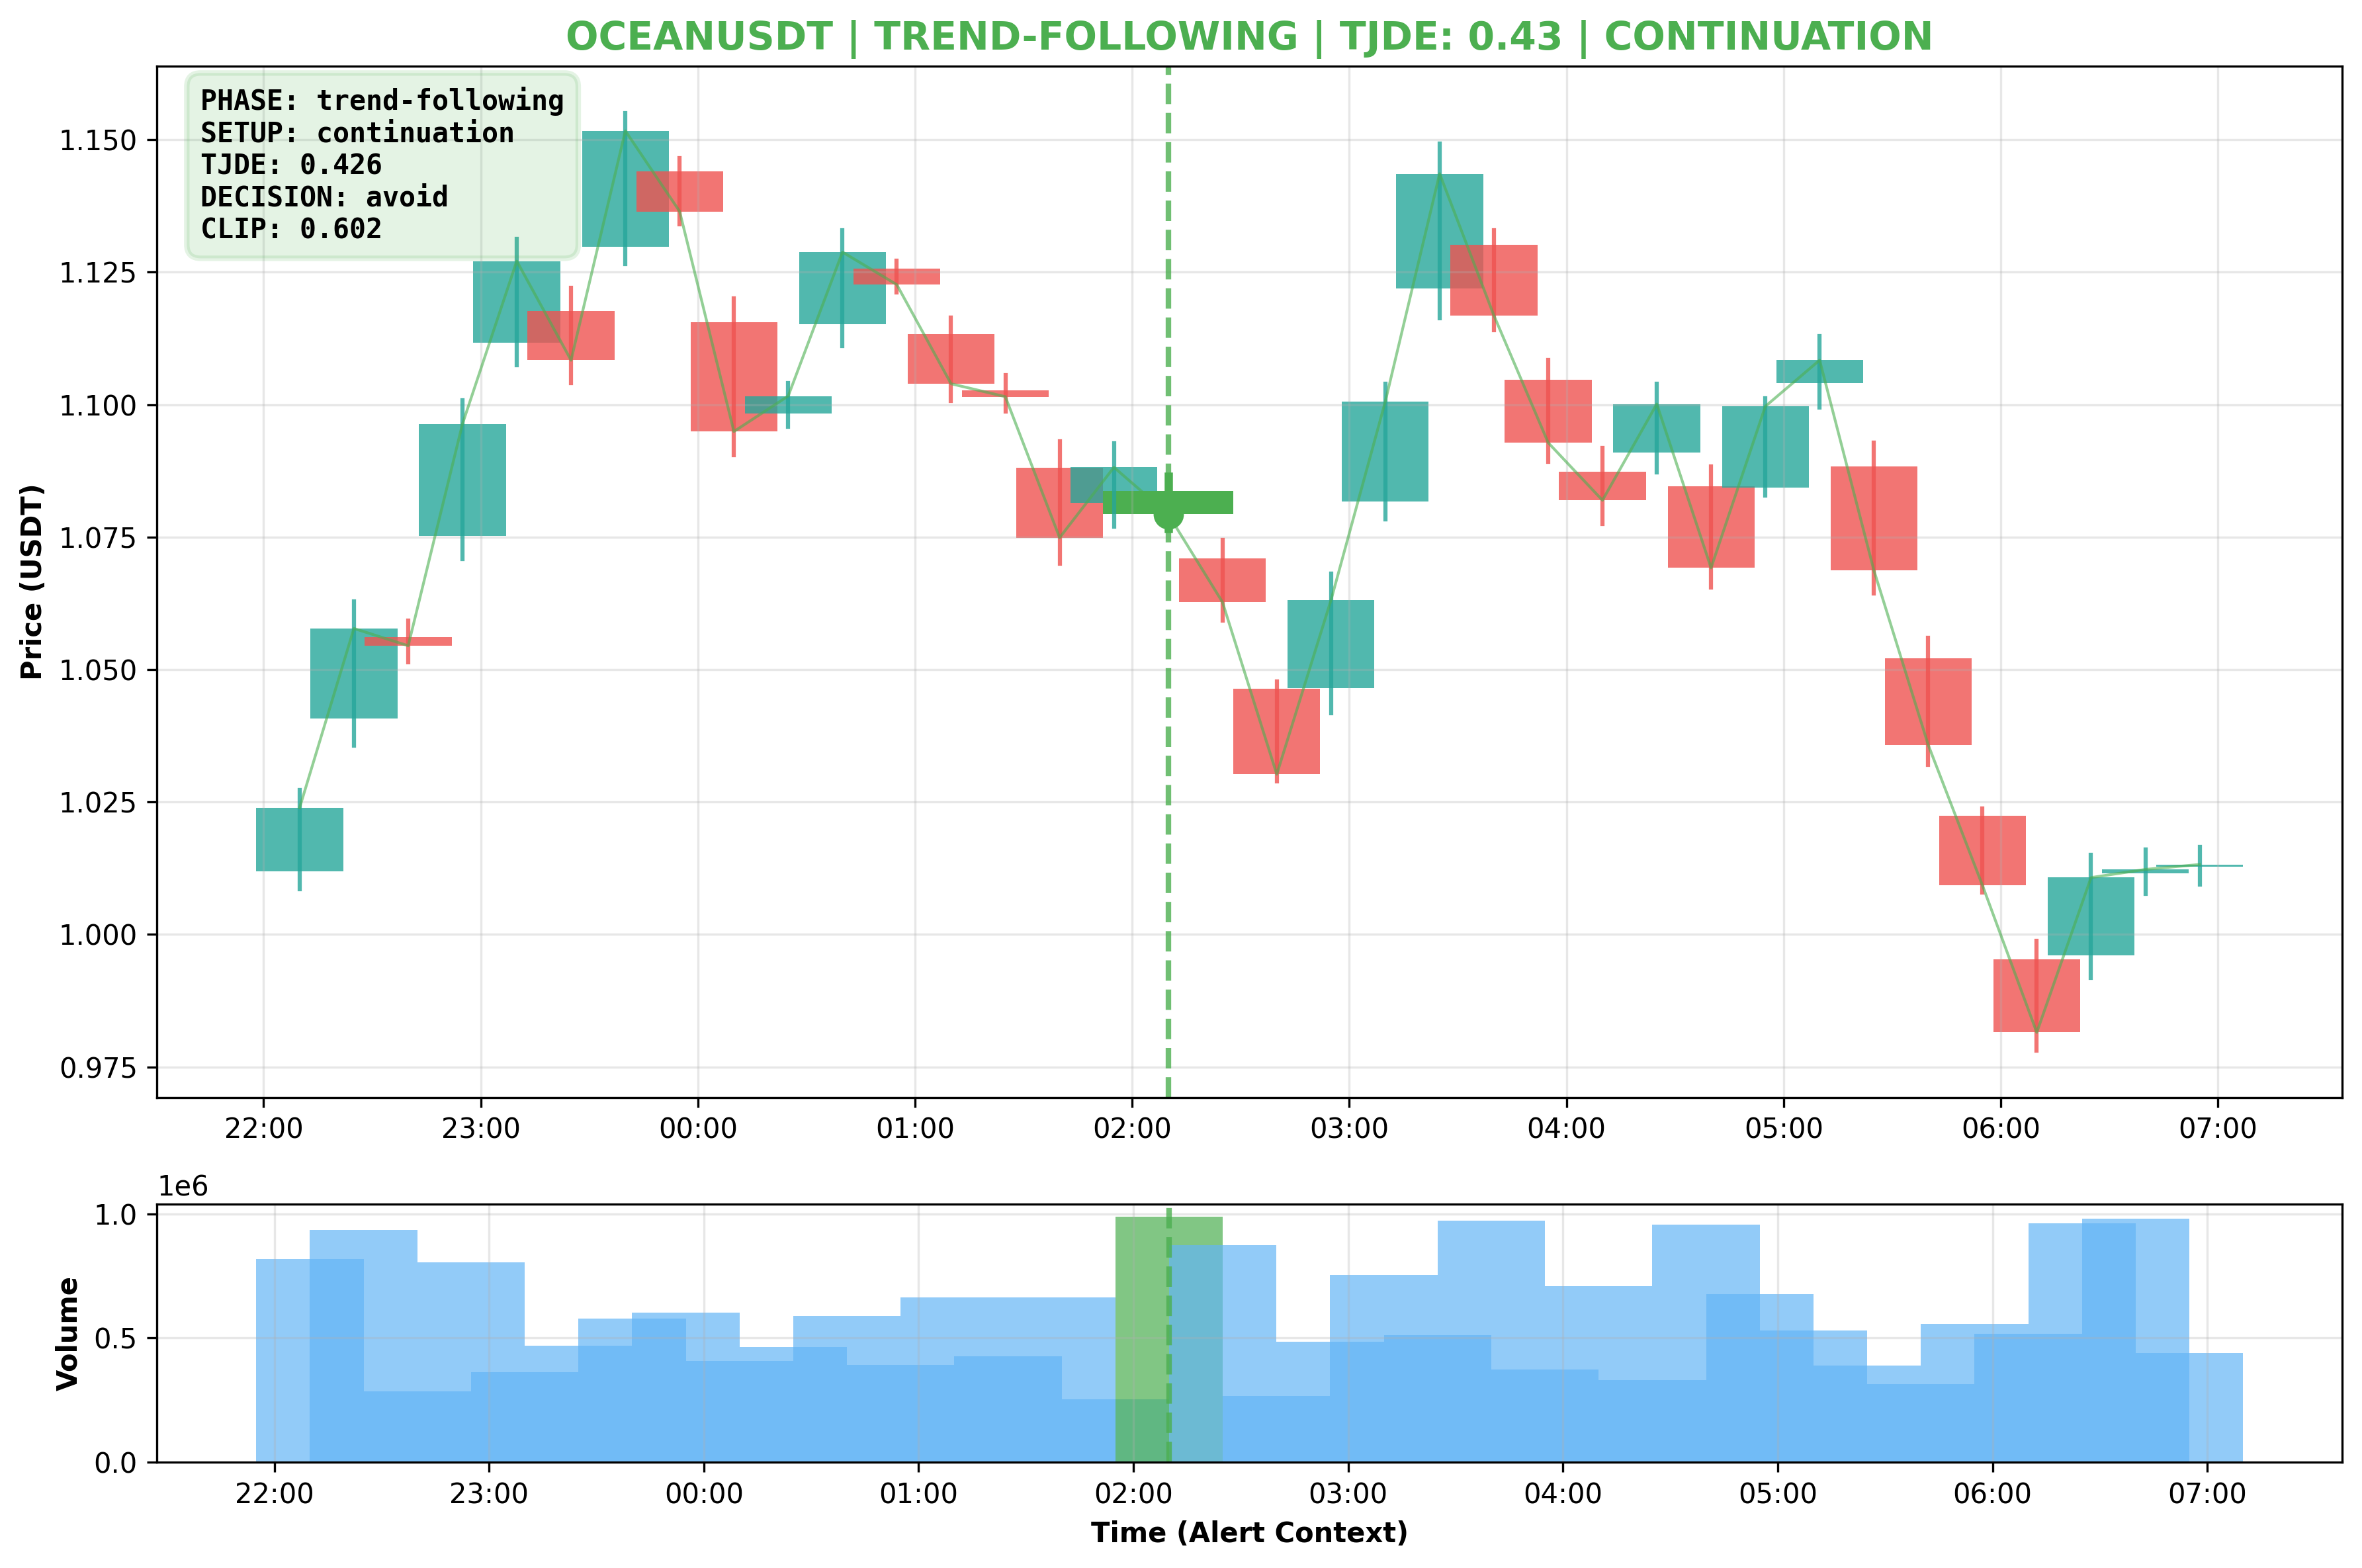 OCEANUSDT | TREND-FOLLOWING | TJDE: 0.43 | CONTINUATION
PHASE: trend-following
SETUP: continuation
TJDE: 0.426
DECISION: avoid
CLIP: 0.602
Price (USDT)
1.150
1.125
1.100
1.075
1.050
1.025
1.000
0.975
22:00 23:00 00:00 01:00 02:00 03:00 04:00 05:00 06:00 07:00
1e6
Volume
1.0
0.5
0.0
22:00 23:00 00:00 01:00 02:00 03:00 04:00 05:00 06:00 07:00
Time (Alert Context)